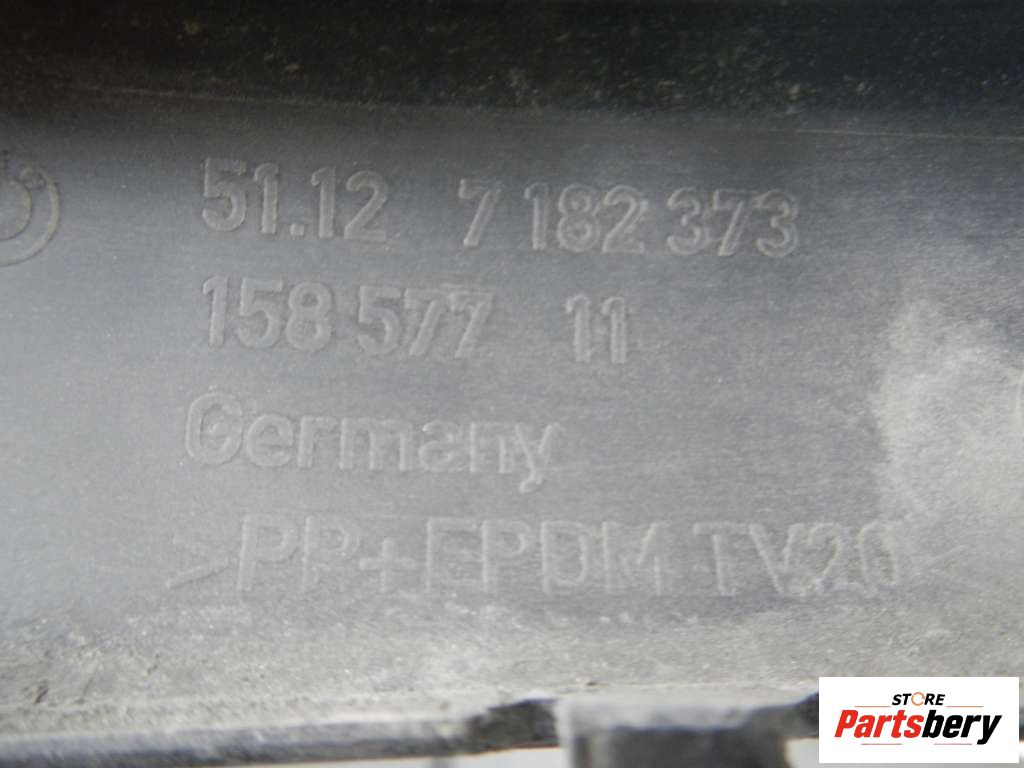 51.12 7 182 373
158 577 11
Germany
>PP+EPDM TV20<
STORE
Partsbery